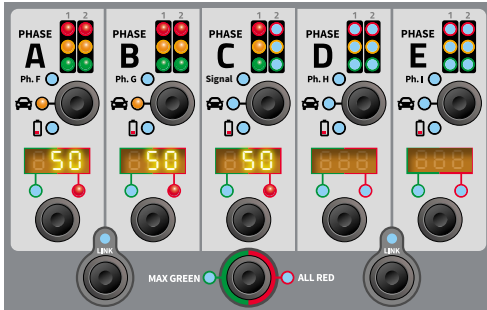 1 2 1 2 1 2 1 2 1 2
PHASE PHASE PHASE PHASE PHASE
A B C D E
Ph. F Ph. G Signal Ph. H Ph. I
50 50 50
LINK LINK
MAX GREEN ALL RED